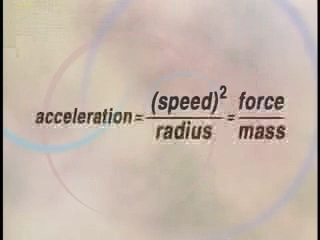 acceleration = (speed)² / radius = force / mass